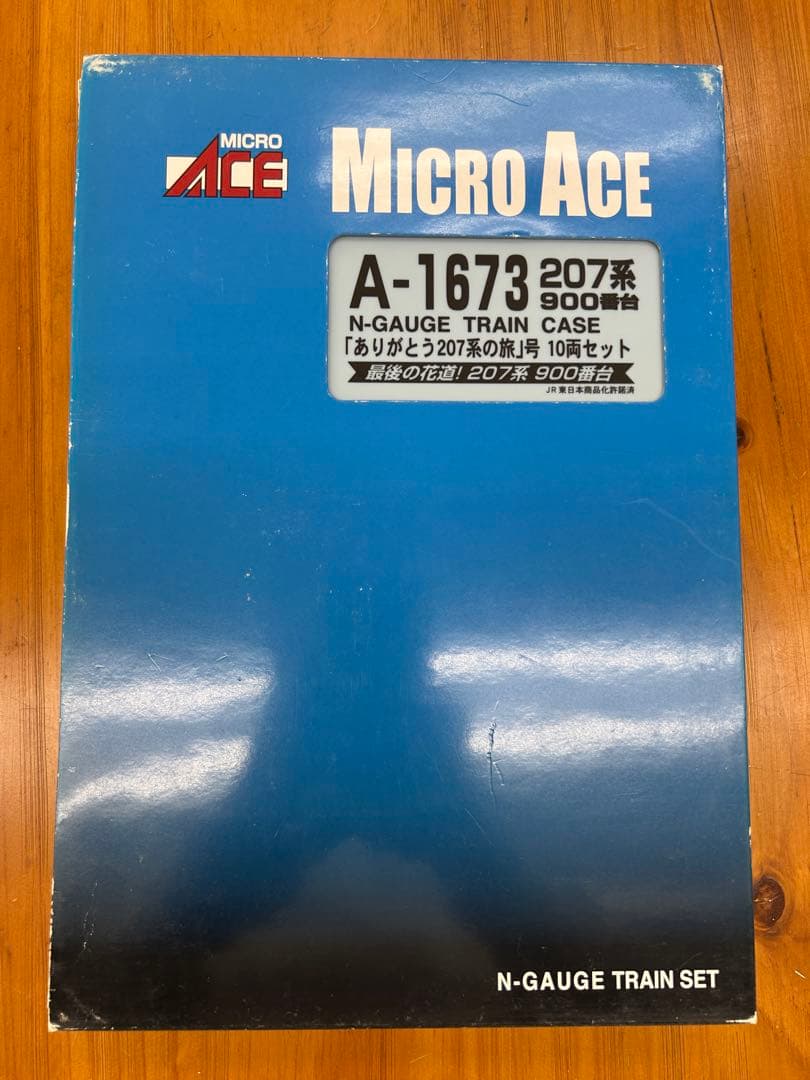 MICRO
ACE
MICRO ACE
A-1673 207系
900番台
N-GAUGE TRAIN CASE
「ありがとう207系の旅」号 10両セット
最後の花道! 207系 900番台
JR東日本商品化許諾済
N-GAUGE TRAIN SET